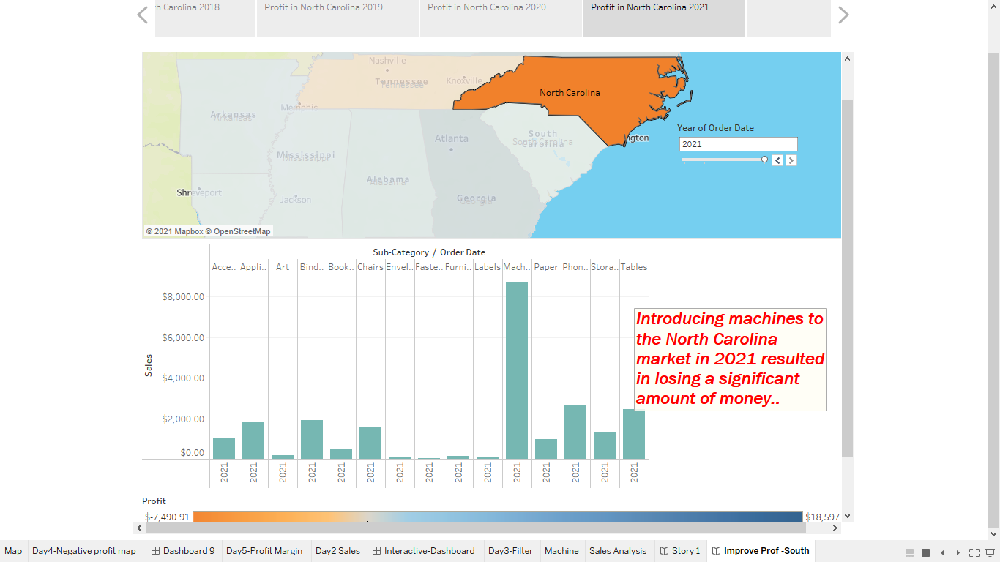 h Carolina 2018
Profit in North Carolina 2019
Profit in North Carolina 2020
Profit in North Carolina 2021
Nashville
Tennessee
Tennessee
Knoxville
North Carolina
Memphis
Arkansas
Arkansas
Year of Order Date
2021
ngton
South
Carolina
South Carolina
Atlanta
Mississippi
Mississippi
Alabama
Alabama
Shreveport
Jackson
Georgia
Georgia
© 2021 Mapbox © OpenStreetMap
Sub-Category / Order Date
Acce.. Appli.. Art Bind.. Book.. Chairs Envel.. Faste.. Furni.. Labels Mach.. Paper Phon.. Stora.. Tables
$8,000.00
$6,000.00
$4,000.00
$2,000.00
$0.00
Sales
2021 2021 2021 2021 2021 2021 2021 2021 2021 2021 2021 2021 2021 2021 2021
Introducing machines to
the North Carolina
market in 2021 resulted
in losing a significant
amount of money..
Profit
$-7,490.91
$18,597.
Map Day4-Negative profit map Dashboard 9 Day5-Profit Margin Day2 Sales Interactive-Dashboard Day3-Filter Machine Sales Analysis Story 1 Improve Prof -South